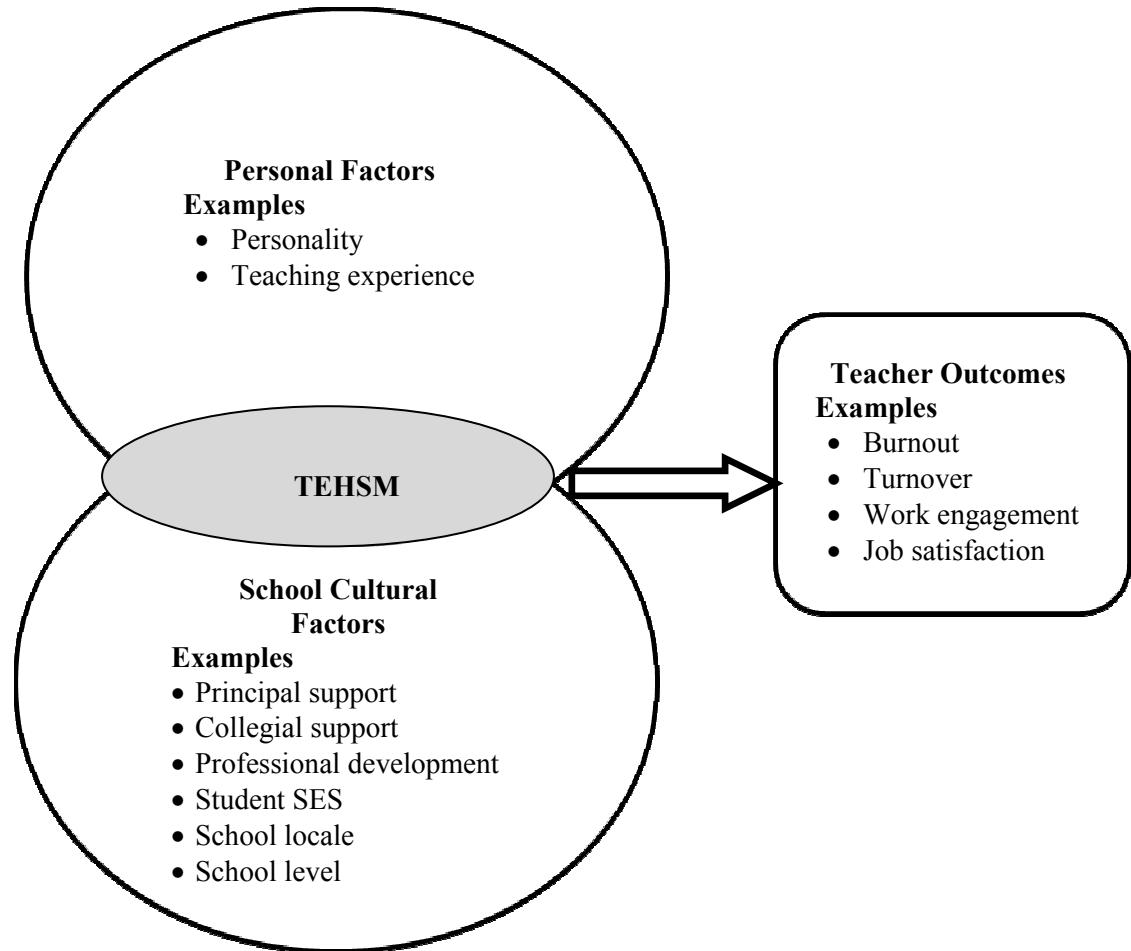 Personal Factors
Examples
• Personality
• Teaching experience
TEHSM
School Cultural
Factors
Examples
• Principal support
• Collegial support
• Professional development
• Student SES
• School locale
• School level
Teacher Outcomes
Examples
• Burnout
• Turnover
• Work engagement
• Job satisfaction